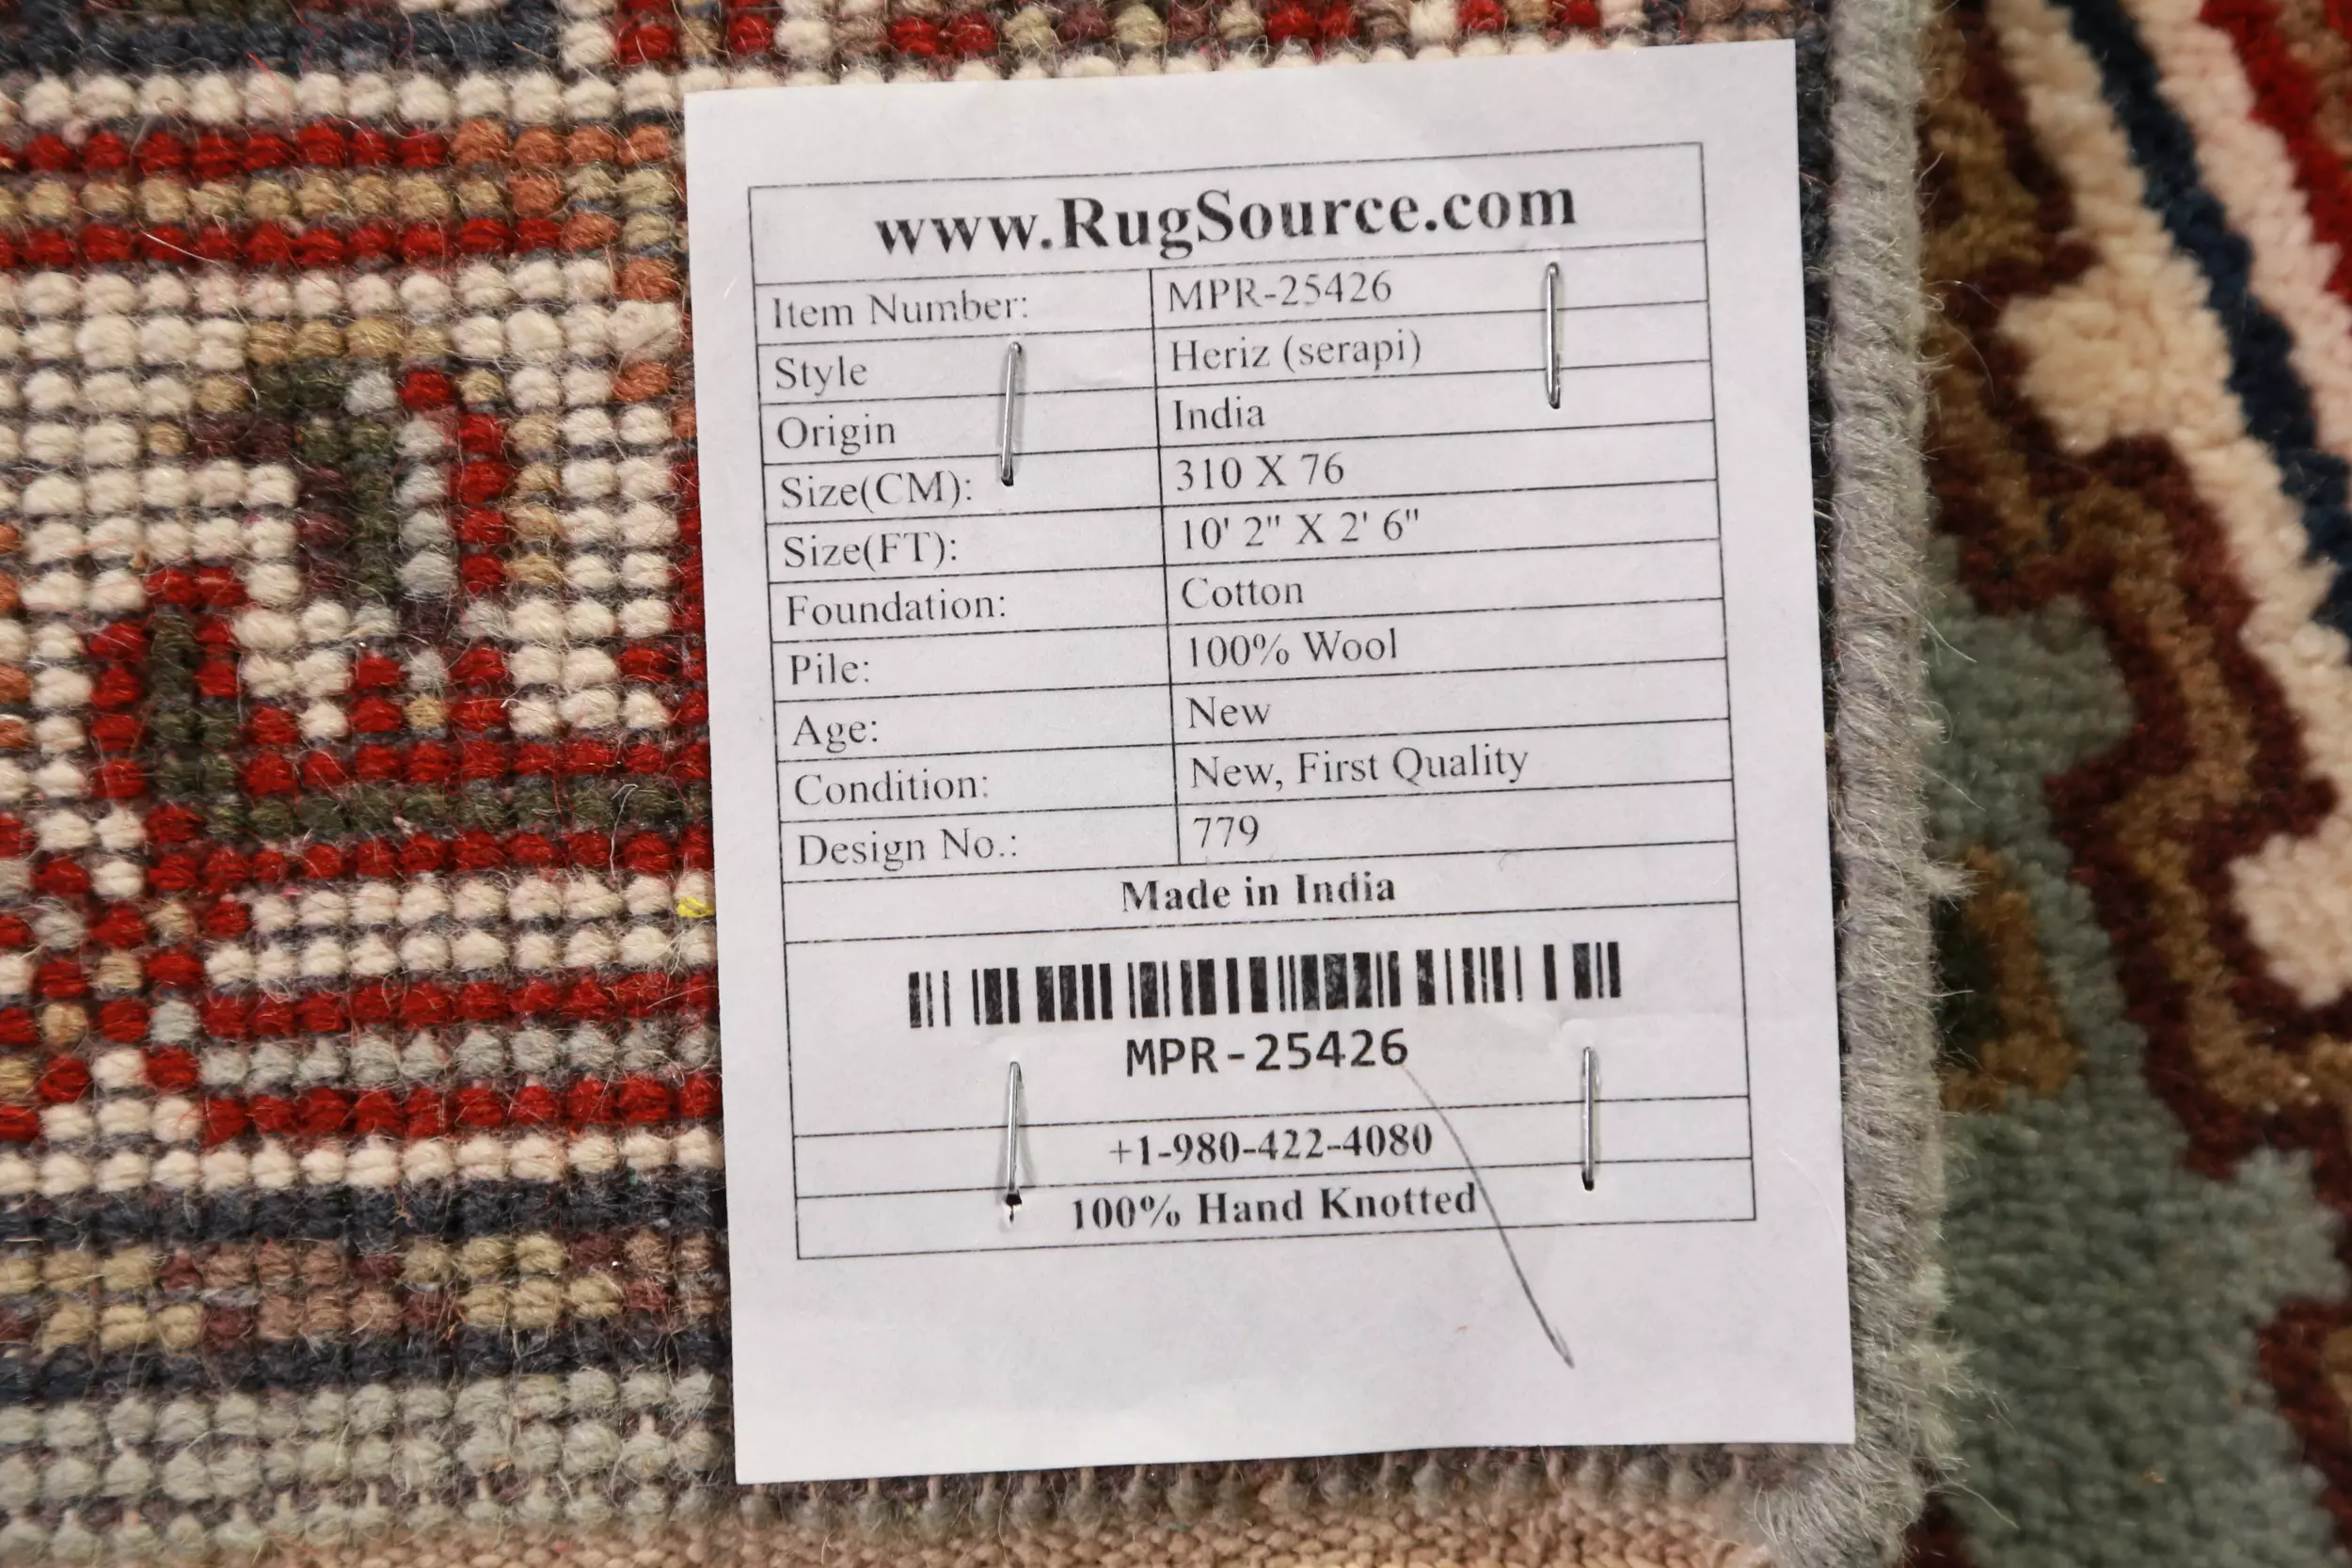 www.RugSource.com
Item Number: MPR-25426
Style Heriz (serapi)
Origin India
Size(CM): 310 X 76
Size(FT): 10' 2" X 2' 6"
Foundation: Cotton
Pile: 100% Wool
Age: New
Condition: New, First Quality
Design No.: 779
Made in India
MPR-25426
+1-980-422-4080
100% Hand Knotted